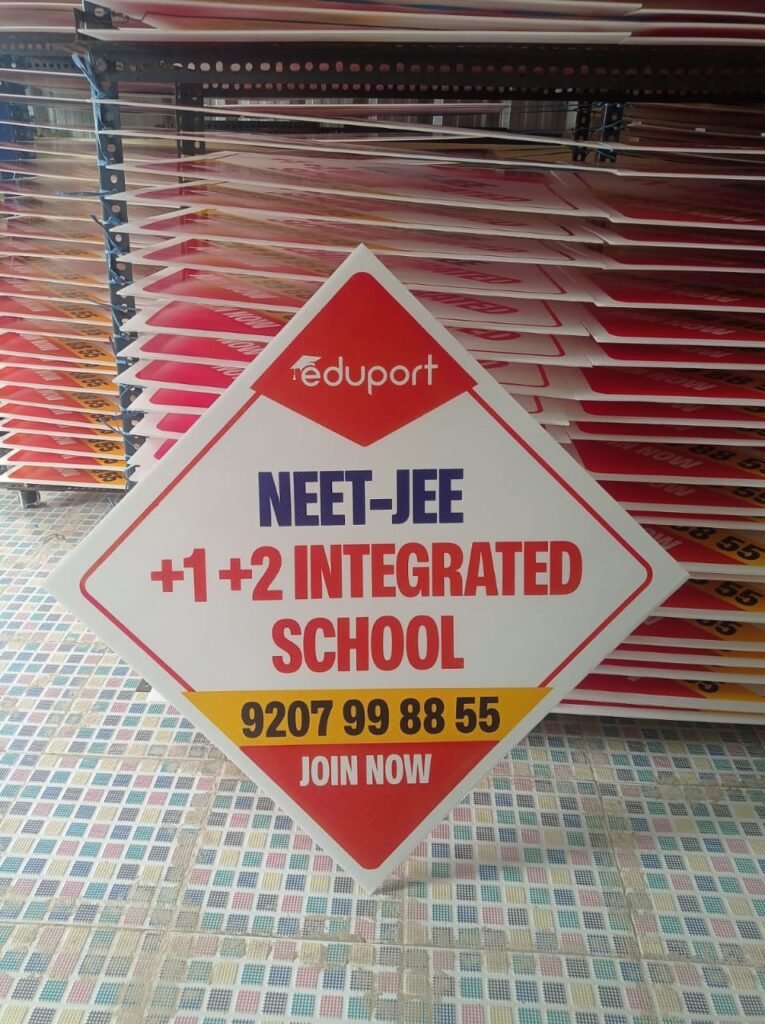 eduport
NEET-JEE
+1 +2 INTEGRATED
SCHOOL
9207 99 88 55
JOIN NOW